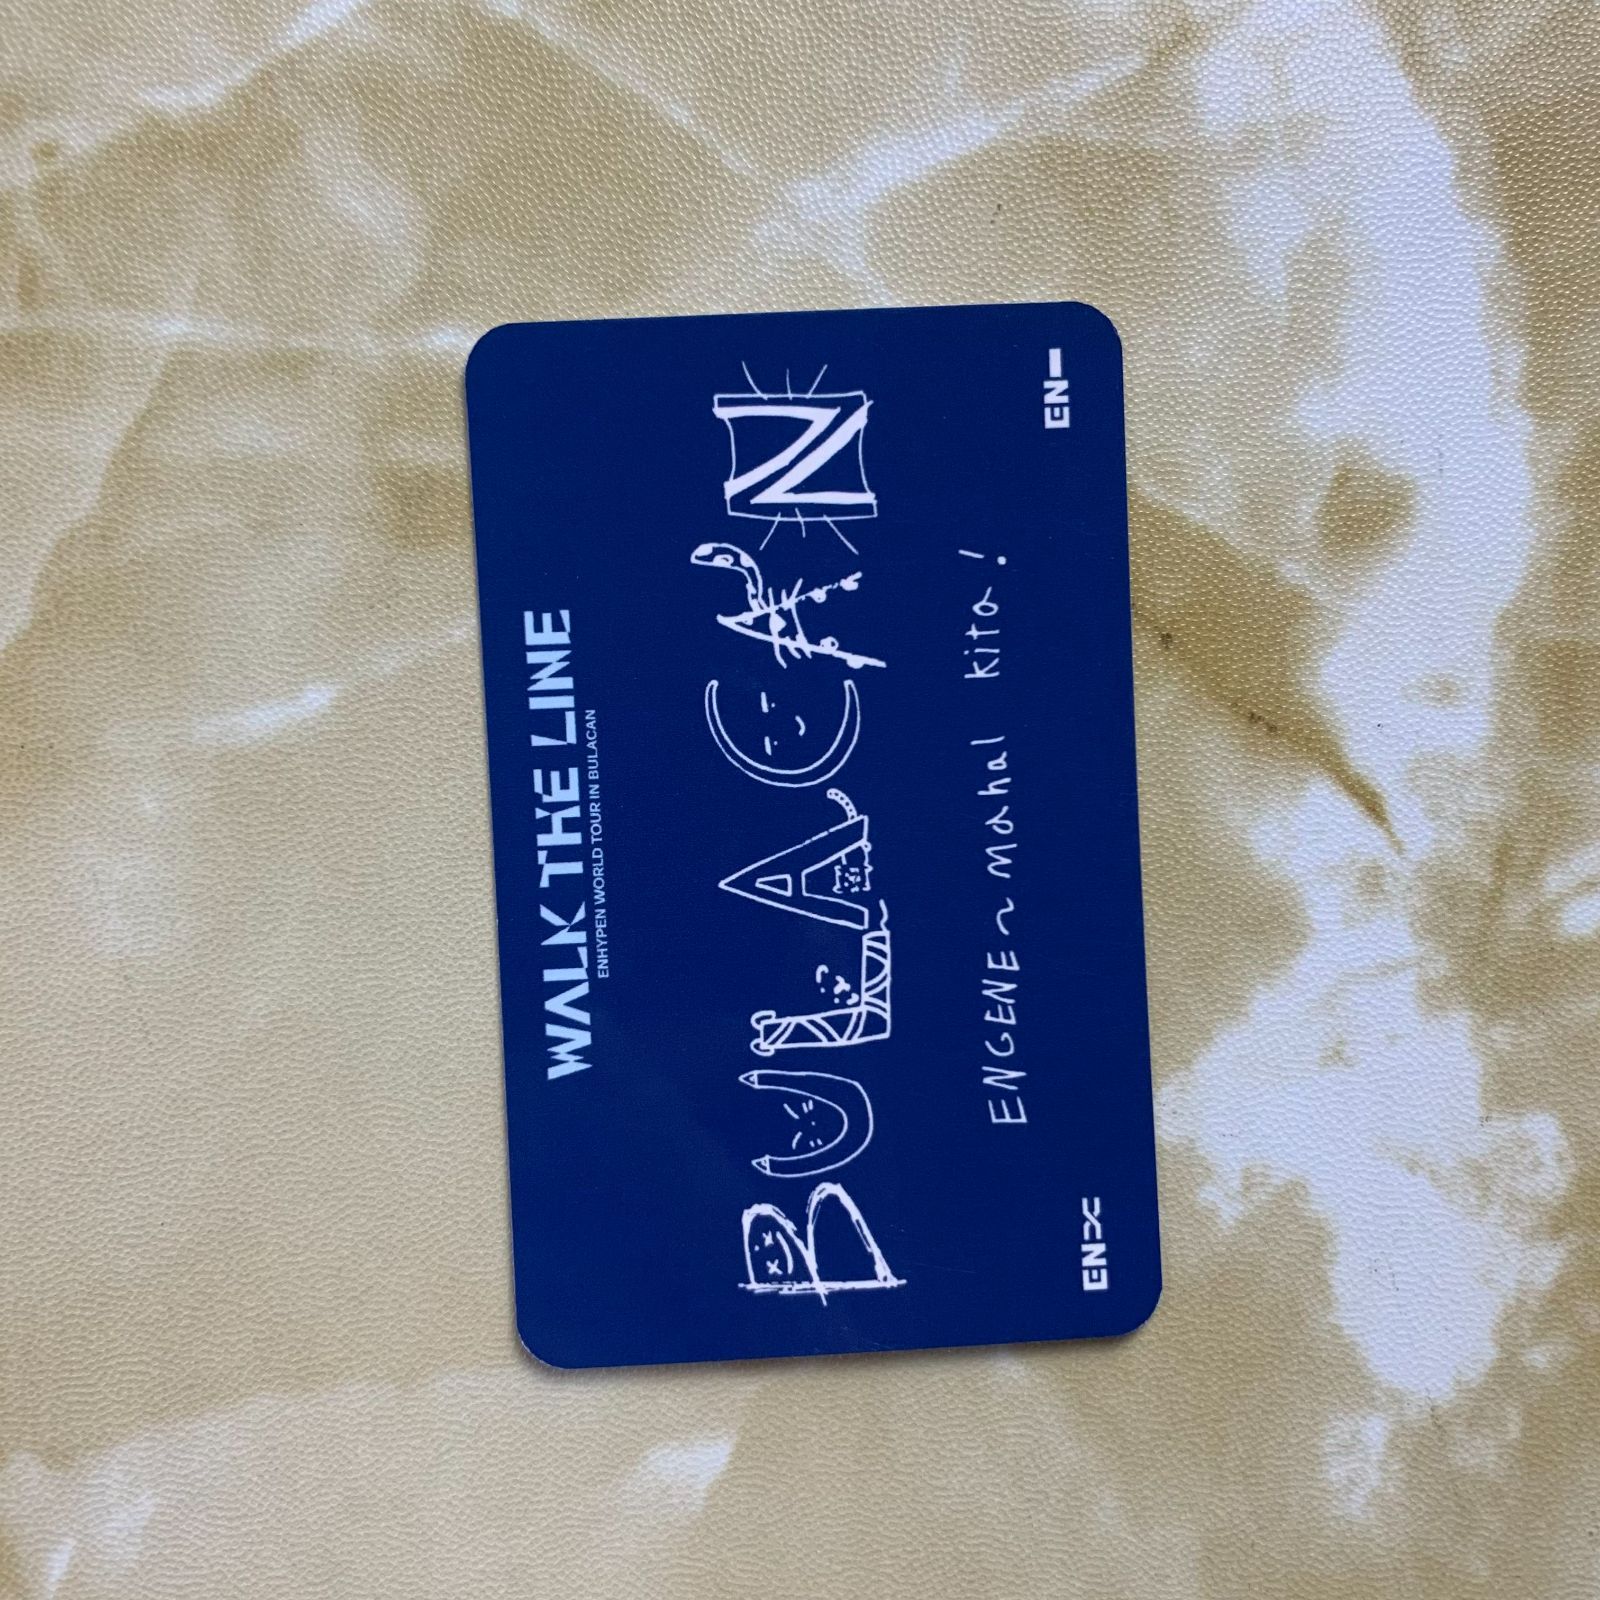 WALK THE LINE
ENHYPEN WORLD TOUR IN BULACAN
BULACAN
ENGENE ~ Mahal kita!
EN
EN-